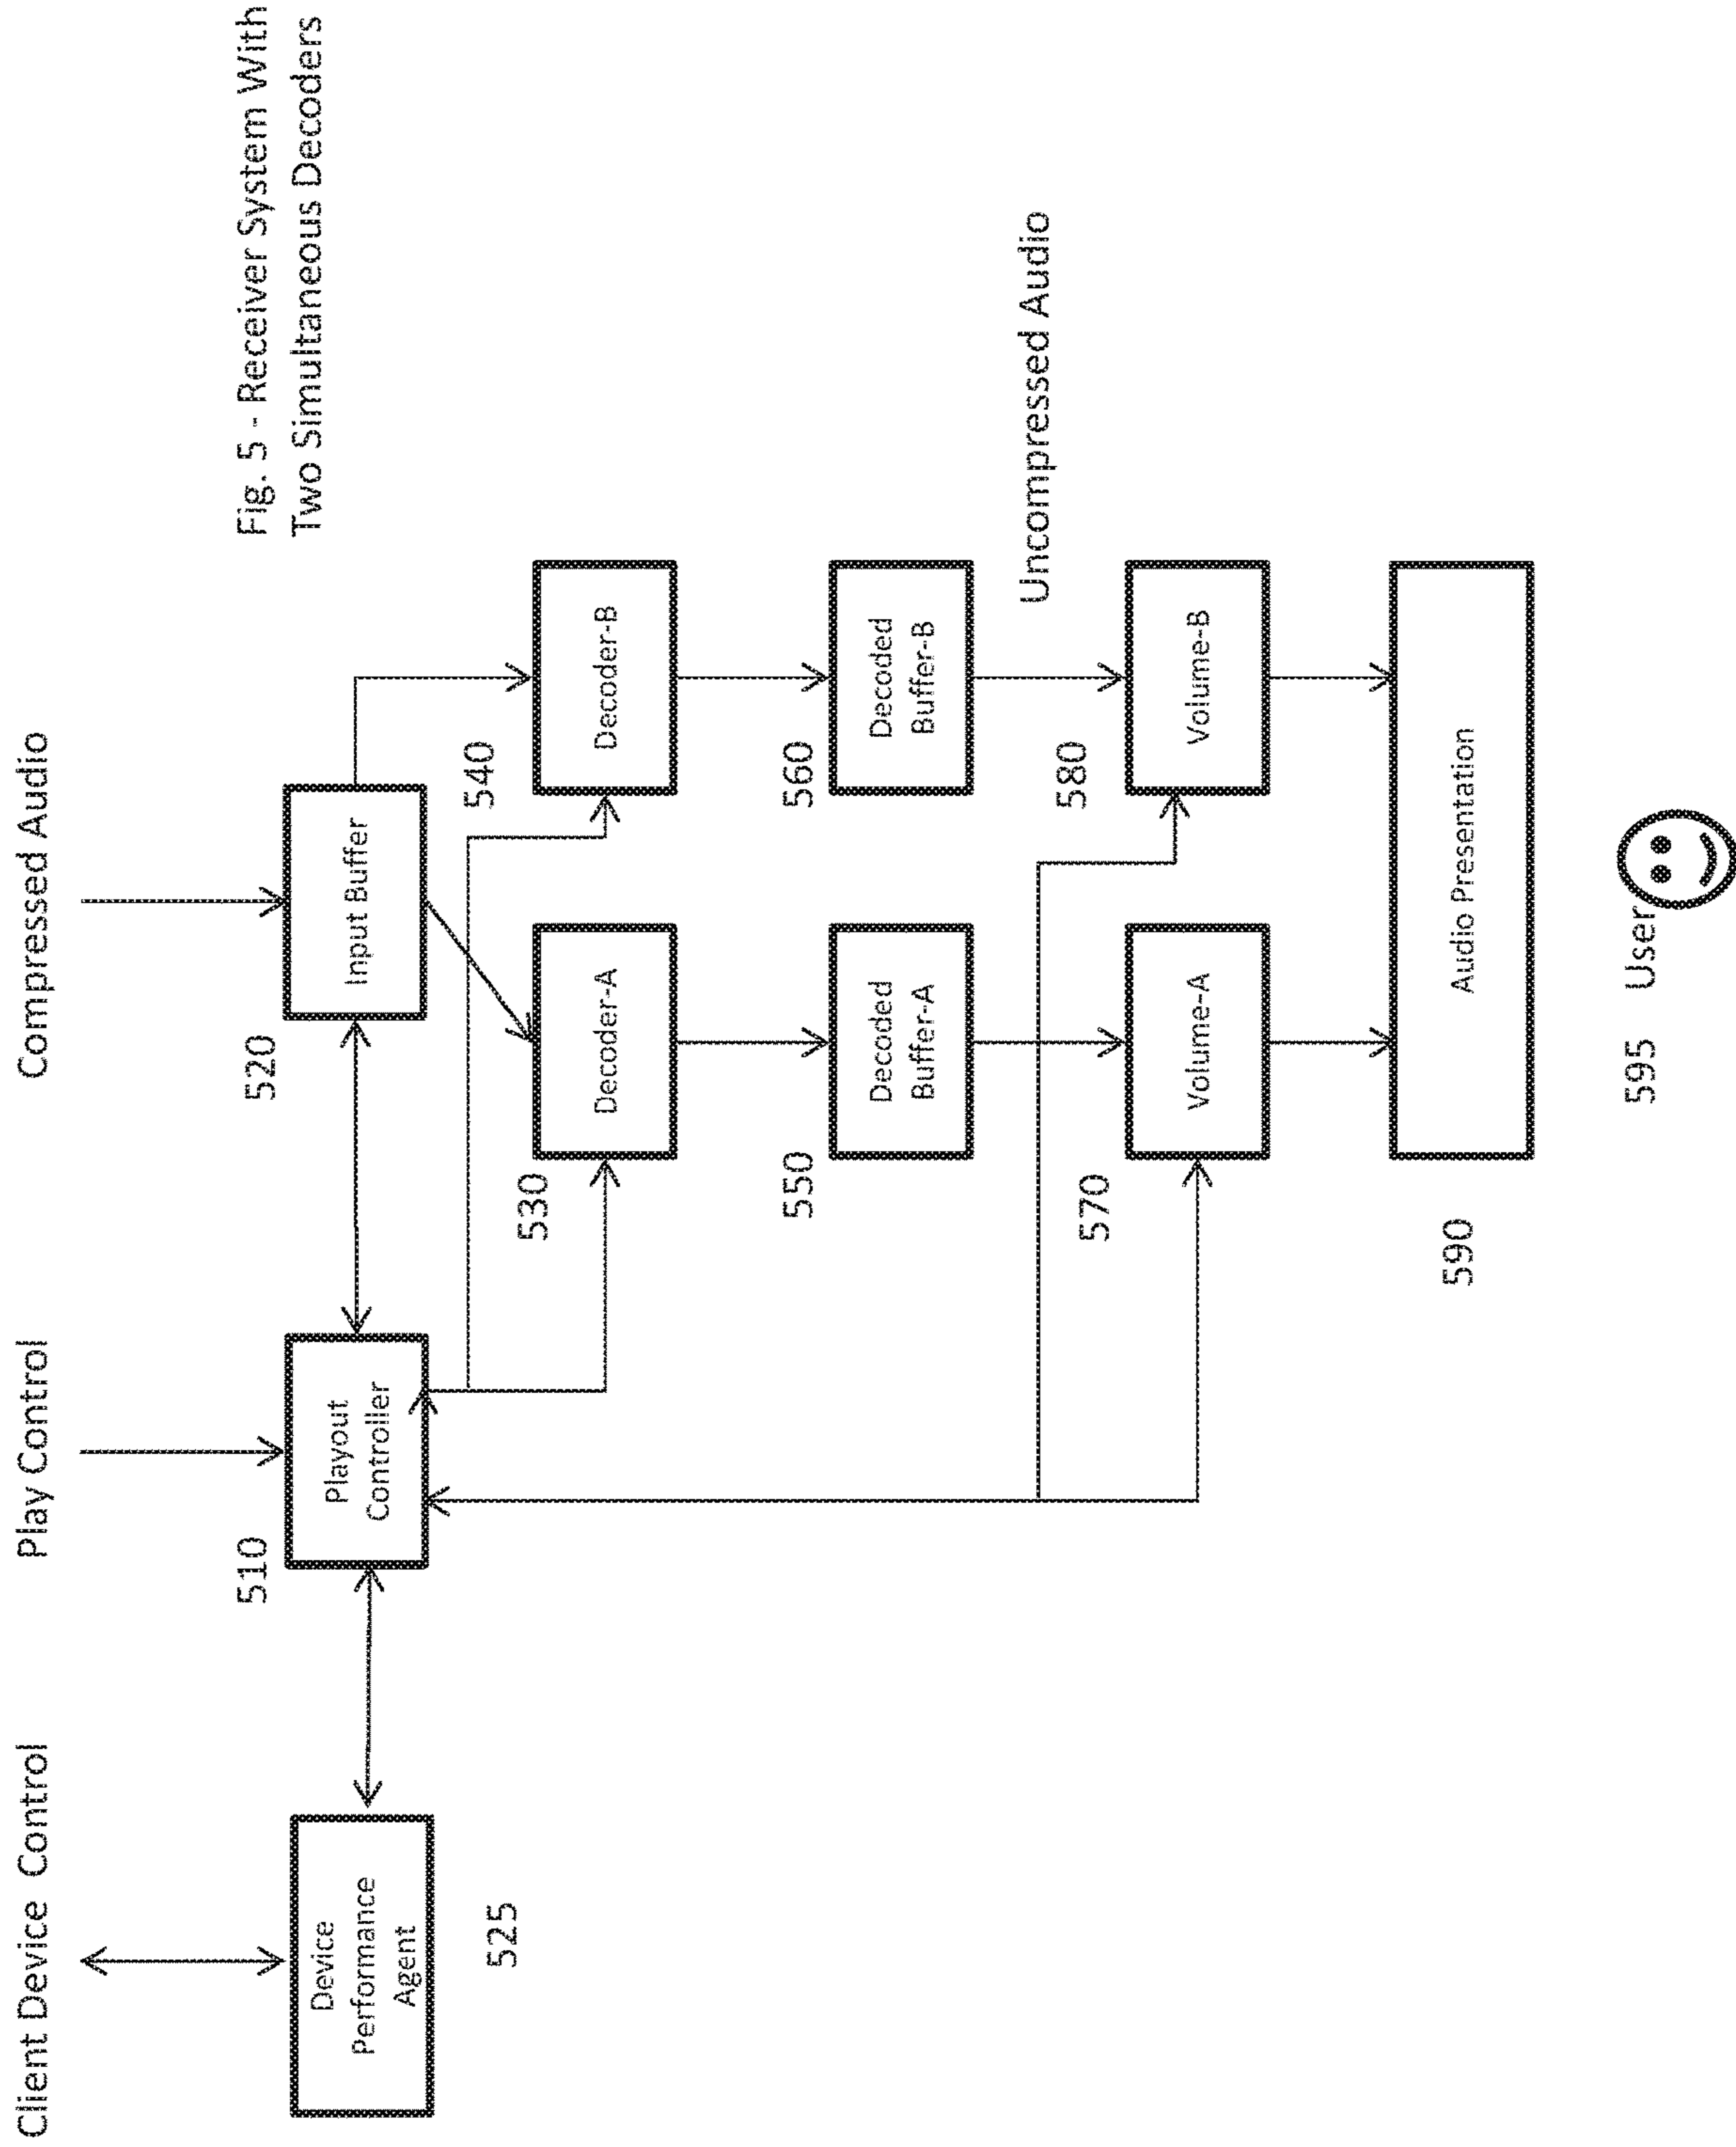 Fig. 5 - Receiver System With
Two Simultaneous Decoders
Client Device Control
Play Control
Compressed Audio
510
520
Device
Performance
Agent
Playout
Controller
Input Buffer
525
530
540
Decoder-A
Decoder-B
550
560
Decoded
Buffer-A
Decoded
Buffer-B
Uncompressed Audio
570
580
Volume-A
Volume-B
590
Audio Presentation
595 User